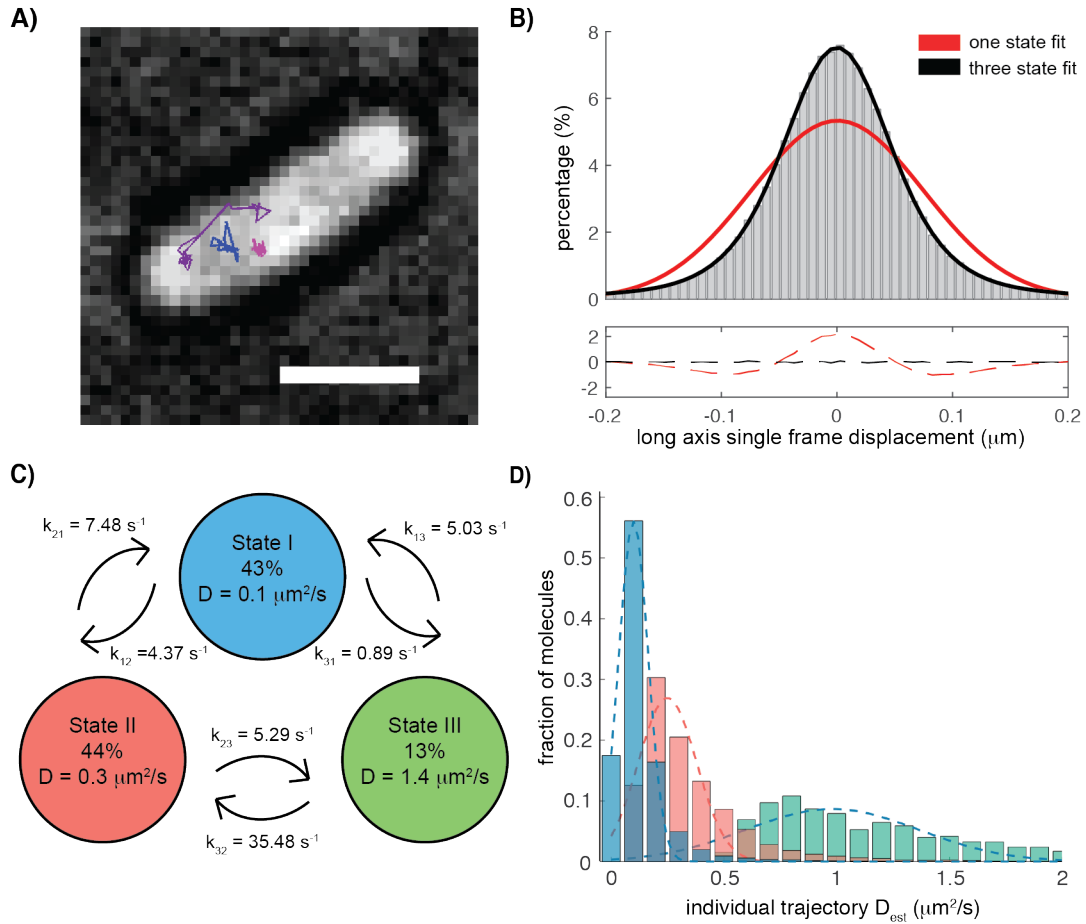 A)
B)
8
6
4
2
0
percentage (%)
one state fit
three state fit
2
0
-2
-0.2
-0.1
0
0.1
0.2
long axis single frame displacement (μm)
C)
k21 = 7.48 s-1
k13 = 5.03 s-1
State I
43%
D = 0.1 μm2/s
k12 =4.37 s-1
k31 = 0.89 s-1
State II
44%
D = 0.3 μm2/s
k23 = 5.29 s-1
State III
13%
D = 1.4 μm2/s
k32 = 35.48 s-1
D)
0.6
0.5
0.4
0.3
0.2
0.1
0
fraction of molecules
0
0.5
1
1.5
2
individual trajectory Dest (μm2/s)